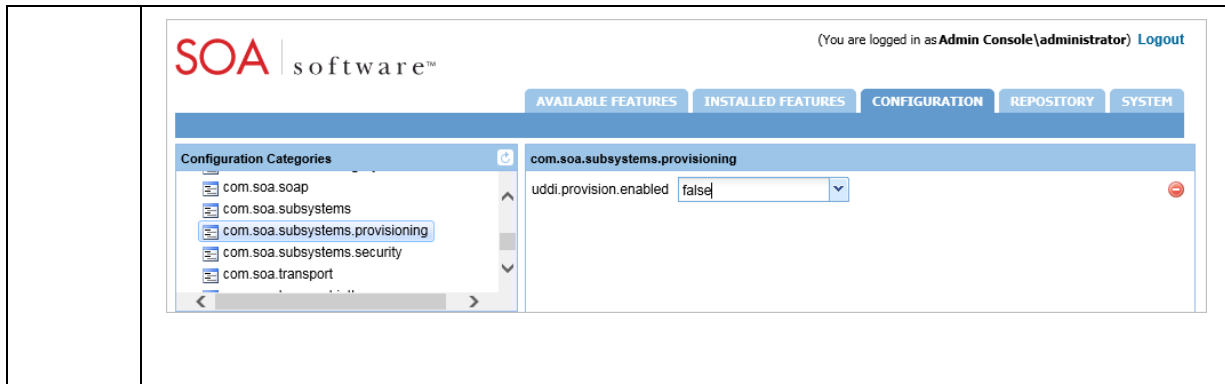 (You are logged in as Admin Console\administrator) Logout
SOA software™
AVAILABLE FEATURES INSTALLED FEATURES CONFIGURATION REPOSITORY SYSTEM
Configuration Categories
com.soa.soap
com.soa.subsystems
com.soa.subsystems.provisioning
com.soa.subsystems.security
com.soa.transport
com.soa.subsystems.provisioning
uddi.provision.enabled false